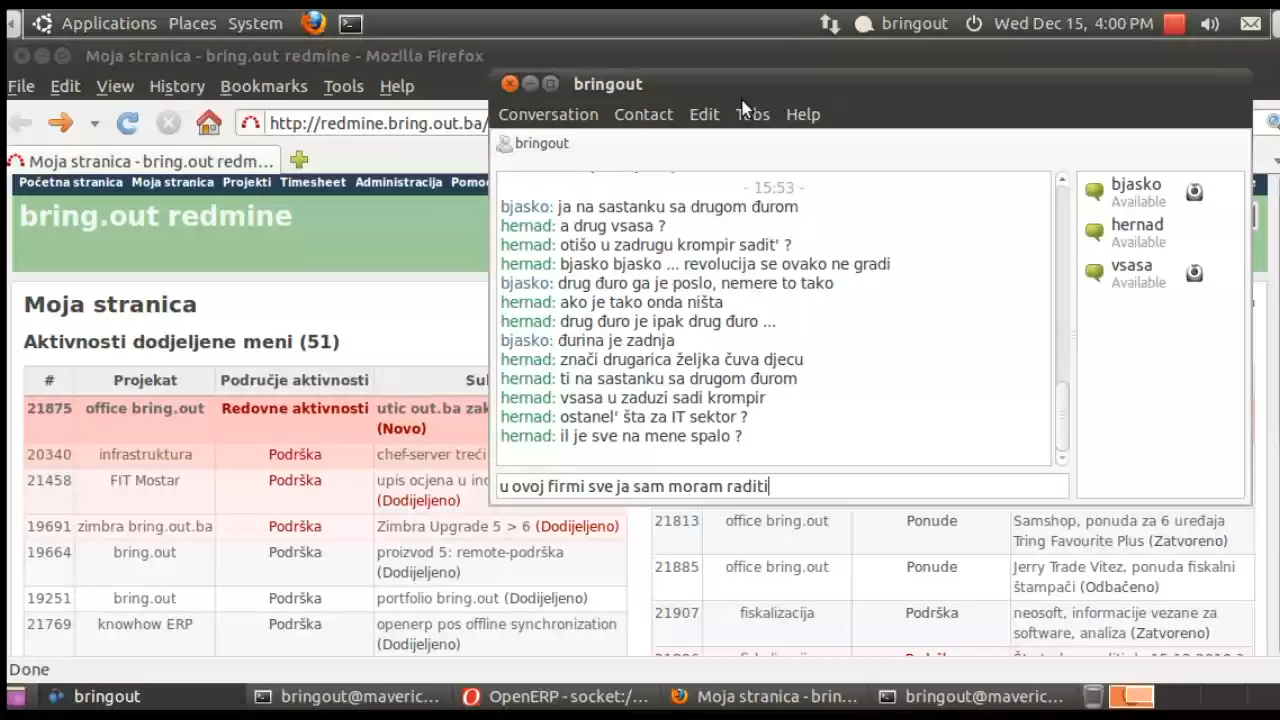 Applications Places System
bringout
Wed Dec 15, 4:00 PM
Moja stranica - bring.out redmine - Mozilla Firefox
File Edit View History Bookmarks Tools Help
http://redmine.bring.out.ba/
Moja stranica - bring.out redm...
Početna stranica Moja stranica Projekti Timesheet Administracija Pomo
bring.out redmine
Moja stranica
Aktivnosti dodjeljene meni (51)
# Projekat Područje aktivnosti Su
21875 office bring.out Redovne aktivnosti utic out.ba zak
(Novo)
20340 infrastruktura Podrška chef-server treći
21458 FIT Mostar Podrška upis ocjena u in
(Dodijeljeno)
19691 zimbra bring.out.ba Podrška Zimbra Upgrade 5 > 6 (Dodijeljeno)
19664 bring.out Podrška proizvod 5: remote-podrška
(Dodijeljeno)
19251 bring.out Podrška portfolio bring.out (Dodijeljeno)
21769 knowhow ERP Podrška openerp pos offline synchronization
(Dodijeljeno)
bringout
Conversation Contact Edit Tabs Help
bringout
- 15:53 -
bjasko: ja na sastanku sa drugom đurom
hernad: a drug vsasa ?
hernad: otišo u zadrugu krompir sadit' ?
hernad: bjasko bjasko ... revolucija se ovako ne gradi
bjasko: drug đuro ga je poslo, nemere to tako
hernad: ako je tako onda ništa
hernad: drug đuro je ipak drug đuro ...
bjasko: đurina je zadnja
hernad: znači drugarica željka čuva djecu
hernad: ti na sastanku sa drugom đurom
hernad: vsasa u zaduzi sadi krompir
hernad: ostanel' šta za IT sektor ?
hernad: il je sve na mene spalo ?
u ovoj firmi sve ja sam moram raditi
bjasko
Available
hernad
Available
vsasa
Available
21813 office bring.out Ponude Samshop, ponuda za 6 uređaja
Tring Favourite Plus (Zatvoreno)
21885 office bring.out Ponude Jerry Trade Vitez, ponuda fiskalni
štampači (Odbačeno)
21907 fiskalizacija Podrška neosoft, informacije vezane za
software, analiza (Zatvoreno)
Done
bringout
bringout@maveric...
OpenERP - socket:/...
Moja stranica - brin...
bringout@maveric...